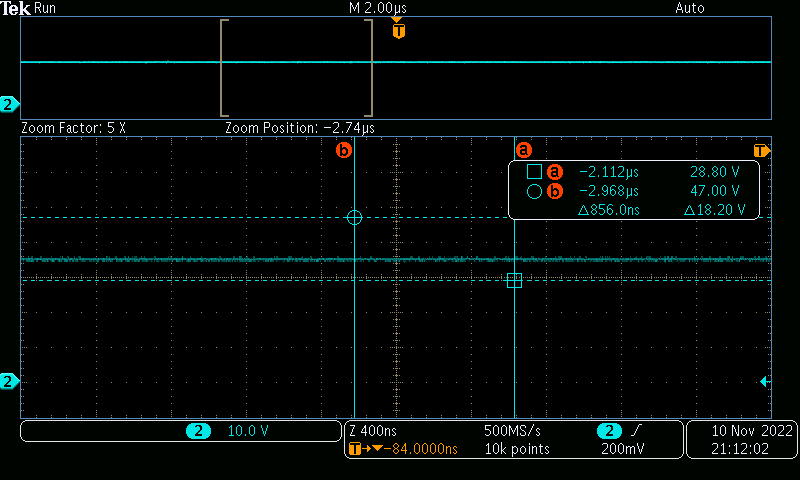 Tek Run M 2.00µs Auto
T
2
Zoom Factor: 5 X Zoom Position: −2.74µs
b a T
a −2.112µs 28.80 V
b −2.968µs 47.00 V
Δ856.0ns Δ18.20 V
2
2 10.0 V Z 400ns 500MS/s 2 10 Nov 2022
T→▼−84.0000ns 10k points 200mV 21:12:02